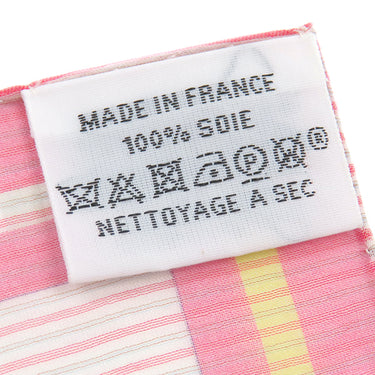 MADE IN FRANCE
100% SOIE
P W ®
NETTOYAGE A SEC